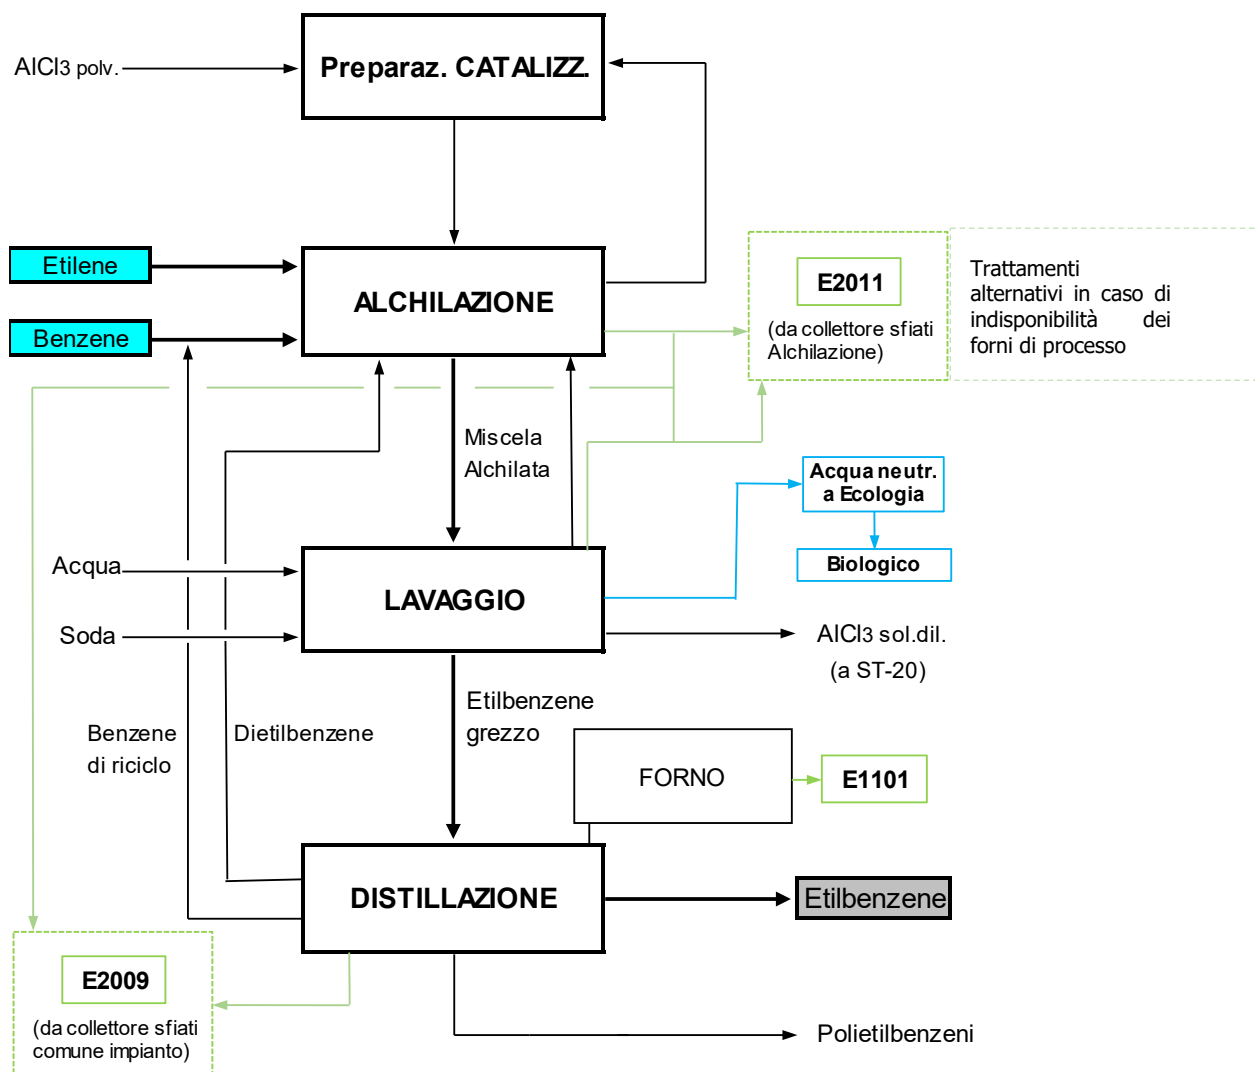 AlCl3 polv.
Preparaz. CATALIZZ.
Etilene
ALCHILAZIONE
Benzene
E2011
(da collettore sfiati
Alchilazione)
Trattamenti
alternativi in caso di
indisponibilità dei
forni di processo
Miscela
Alchilata
Acqua neutr.
a Ecologia
Biologico
Acqua
LAVAGGIO
Soda
AlCl3 sol.dil.
(a ST-20)
Etilbenzene
grezzo
Benzene
di riciclo
Dietilbenzene
FORNO
E1101
DISTILLAZIONE
Etilbenzene
E2009
(da collettore sfiati
comune impianto)
Polietilbenzeni